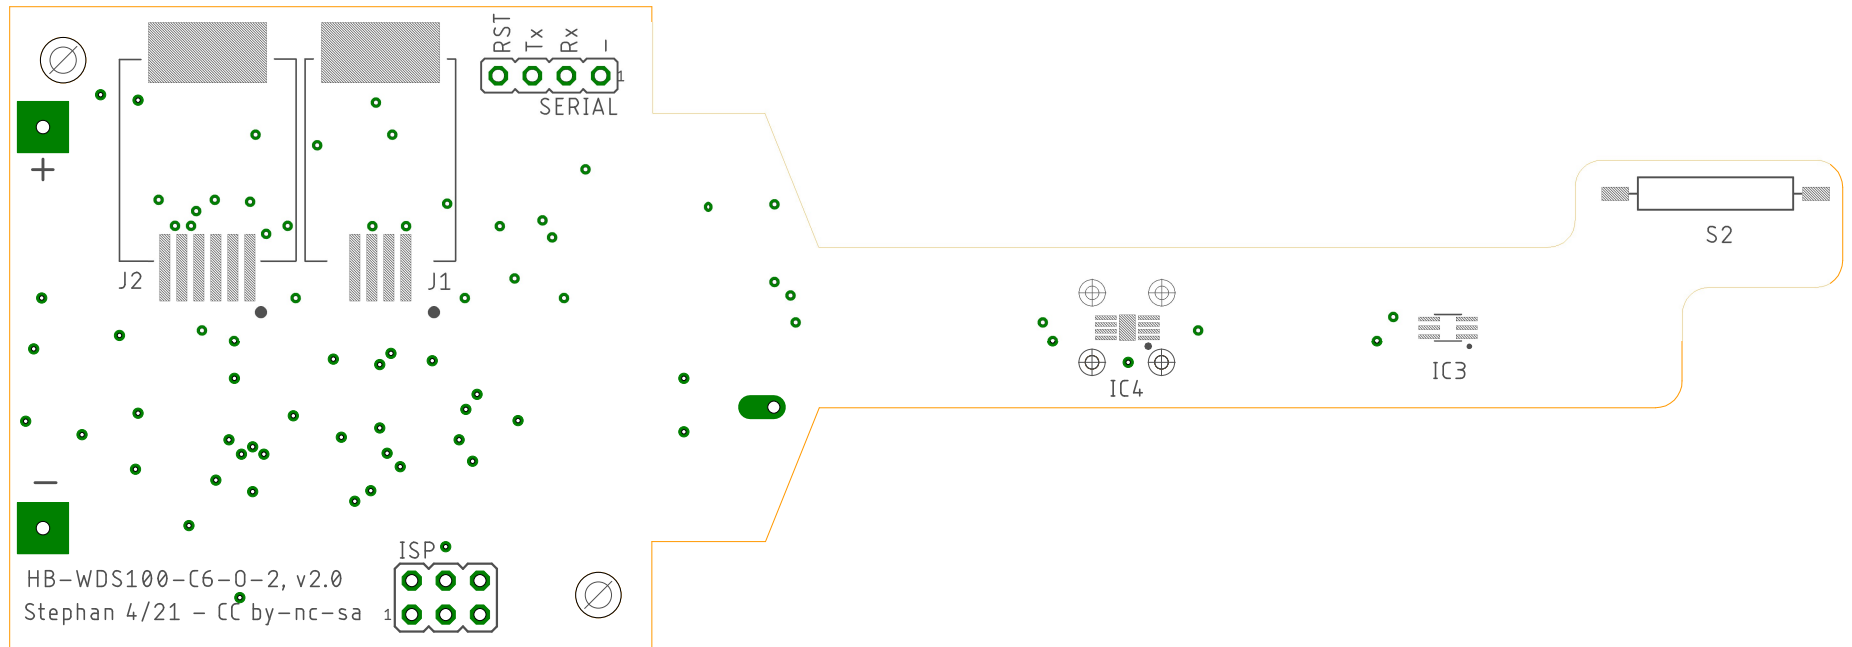 RST
Tx
Rx
-
1
SERIAL
+
S2
J2
J1
IC4
IC3
-
ISP
HB-WDS100-C6-O-2, v2.0
Stephan 4/21 - CC by-nc-sa
1